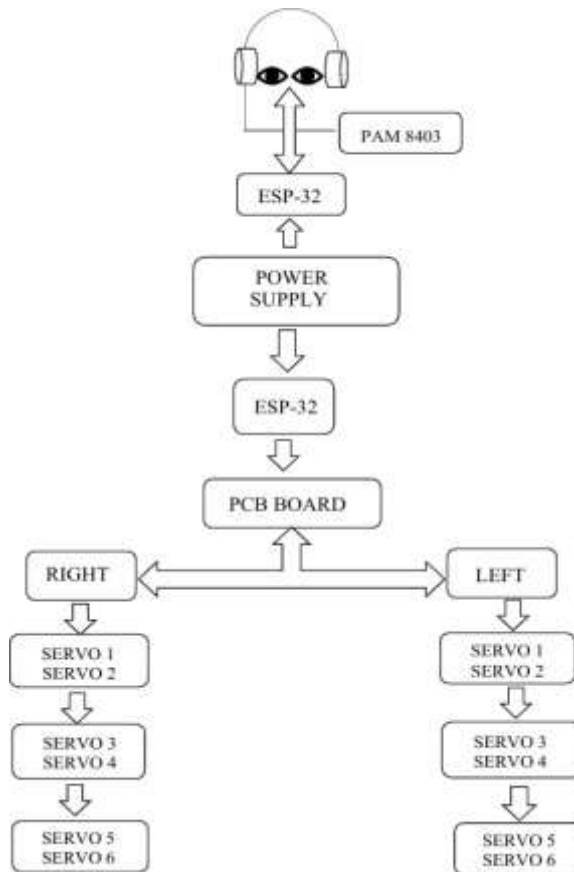 PAM 8403
ESP-32
POWER
SUPPLY
ESP-32
PCB BOARD
RIGHT
LEFT
SERVO 1
SERVO 2
SERVO 1
SERVO 2
SERVO 3
SERVO 4
SERVO 3
SERVO 4
SERVO 5
SERVO 6
SERVO 5
SERVO 6